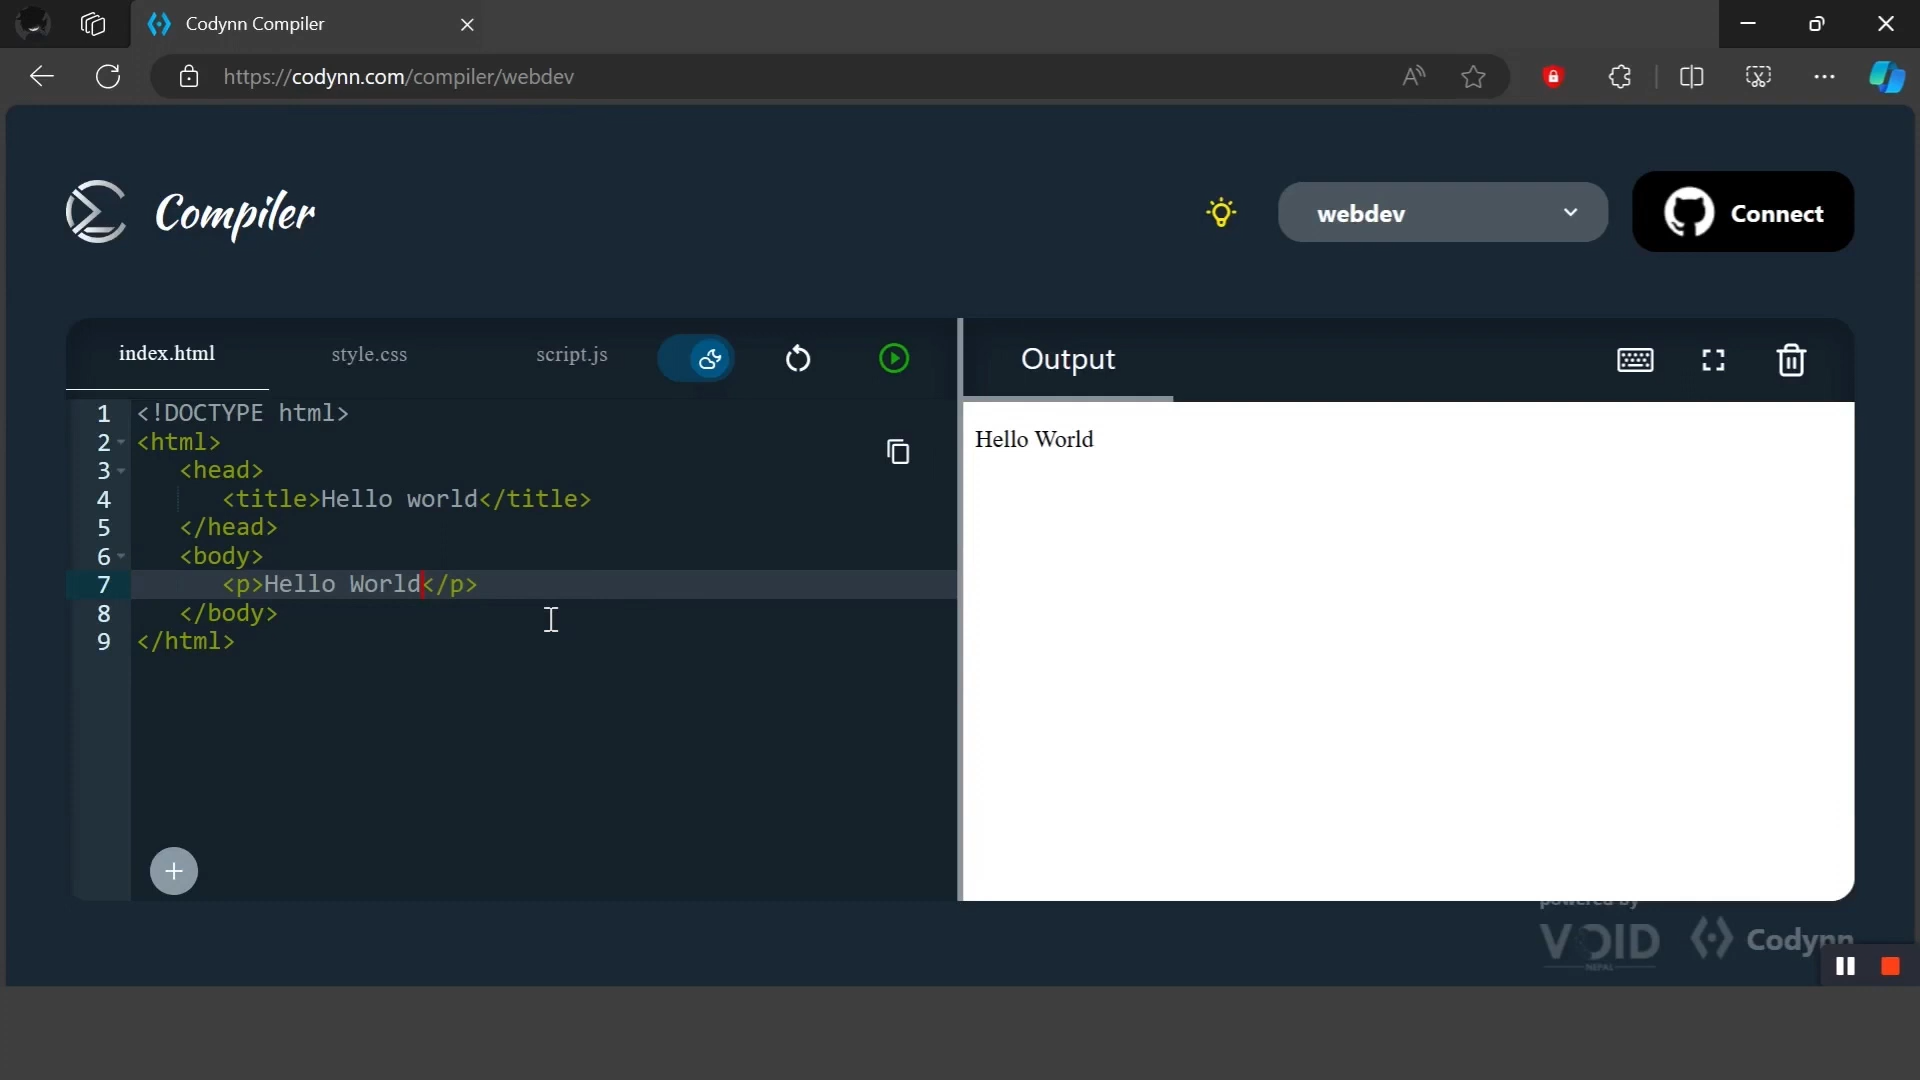 Codynn Compiler
https://codynn.com/compiler/webdev
Compiler
webdev
Connect
index.html
style.css
script.js
Output
1 <!DOCTYPE html>
2 <html>
3 <head>
4 <title>Hello world</title>
5 </head>
6 <body>
7 <p>Hello World</p>
8 </body>
9 </html>
Hello World
powered by
VOID
NEPAL
Codynn